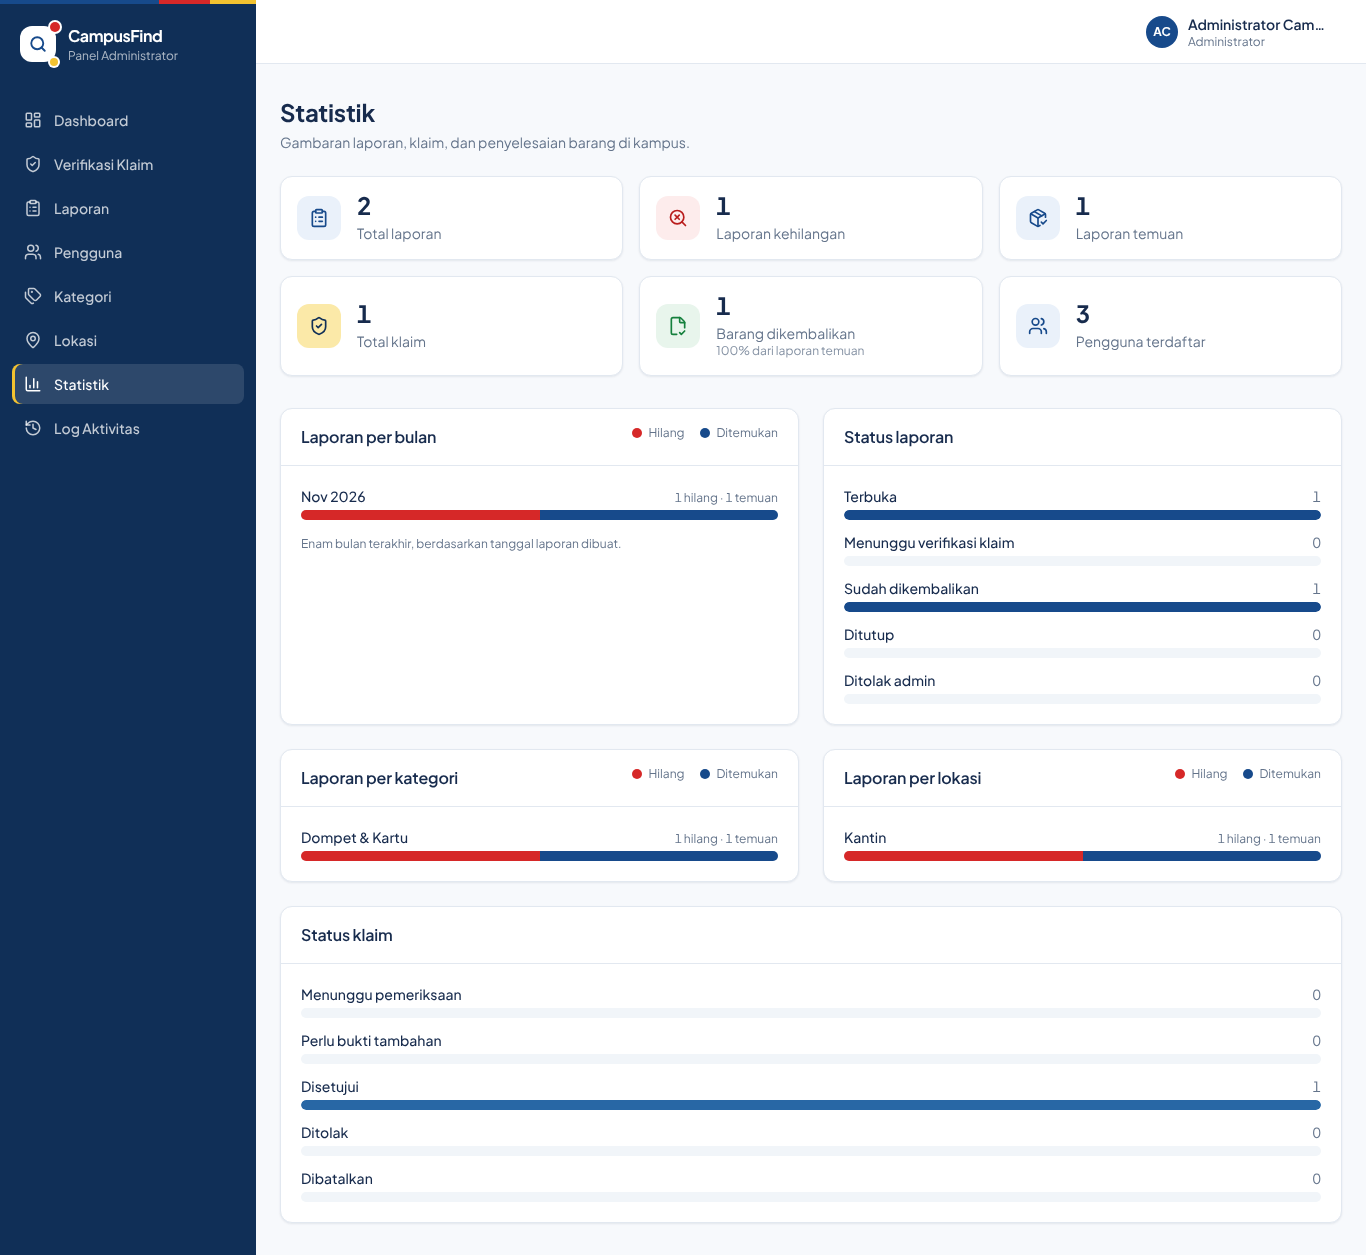 CampusFind
Panel Administrator
Dashboard
Verifikasi Klaim
Laporan
Pengguna
Kategori
Lokasi
Statistik
Log Aktivitas
AC
Administrator Cam...
Administrator
Statistik
Gambaran laporan, klaim, dan penyelesaian barang di kampus.
2
Total laporan
1
Laporan kehilangan
1
Laporan temuan
1
Total klaim
1
Barang dikembalikan
100% dari laporan temuan
3
Pengguna terdaftar
Laporan per bulan
Hilang
Ditemukan
Nov 2026
1 hilang · 1 temuan
Enam bulan terakhir, berdasarkan tanggal laporan dibuat.
Status laporan
Terbuka
1
Menunggu verifikasi klaim
0
Sudah dikembalikan
1
Ditutup
0
Ditolak admin
0
Laporan per kategori
Hilang
Ditemukan
Dompet & Kartu
1 hilang · 1 temuan
Laporan per lokasi
Hilang
Ditemukan
Kantin
1 hilang · 1 temuan
Status klaim
Menunggu pemeriksaan
0
Perlu bukti tambahan
0
Disetujui
1
Ditolak
0
Dibatalkan
0